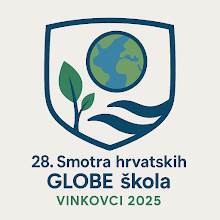 28. Smotra hrvatskih
GLOBE škola
VINKOVCI 2025